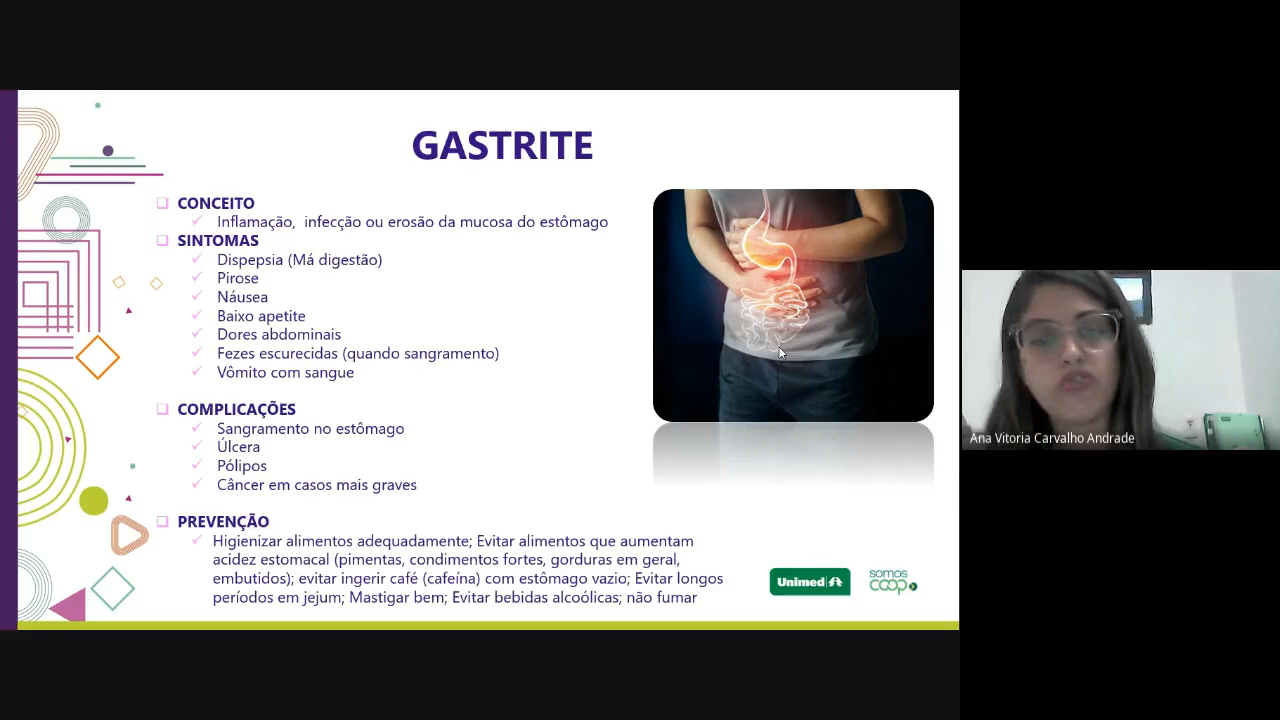 GASTRITE
CONCEITO
Inflamação, infecção ou erosão da mucosa do estômago
SINTOMAS
Dispepsia (Má digestão)
Pirose
Náusea
Baixo apetite
Dores abdominais
Fezes escurecidas (quando sangramento)
Vômito com sangue
COMPLICAÇÕES
Sangramento no estômago
Úlcera
Pólipos
Câncer em casos mais graves
PREVENÇÃO
Higienizar alimentos adequadamente; Evitar alimentos que aumentam
acidez estomacal (pimentas, condimentos fortes, gorduras em geral,
embutidos); evitar ingerir café (cafeína) com estômago vazio; Evitar longos
períodos em jejum; Mastigar bem; Evitar bebidas alcoólicas; não fumar
Unimed
somos
coop
Ana Vitoria Carvalho Andrade